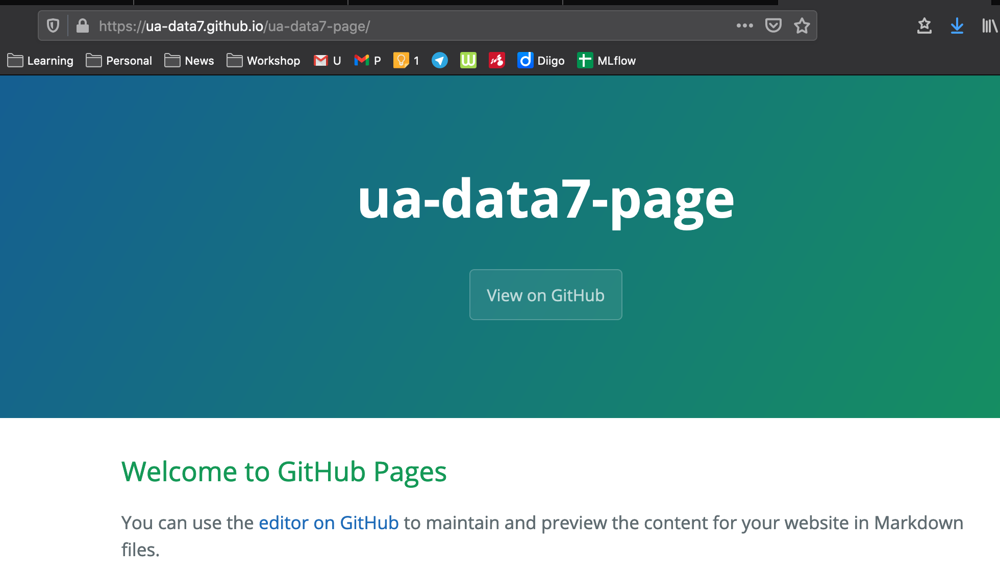 https://ua-data7.github.io/ua-data7-page/
Learning Personal News Workshop U P 1 Diigo MLflow
ua-data7-page
View on GitHub
Welcome to GitHub Pages
You can use the editor on GitHub to maintain and preview the content for your website in Markdown
files.